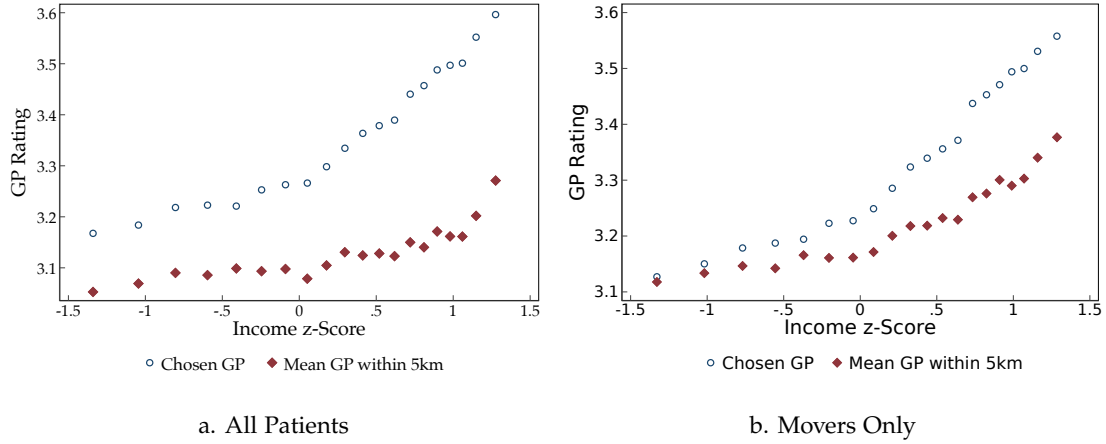 3.6
3.5
3.4
3.3
3.2
3.1
GP Rating
-1.5 -1 -.5 0 .5 1 1.5
Income z-Score
Chosen GP Mean GP within 5km
a. All Patients
3.6
3.5
3.4
3.3
3.2
3.1
GP Rating
-1.5 -1 -.5 0 .5 1 1.5
Income z-Score
Chosen GP Mean GP within 5km
b. Movers Only